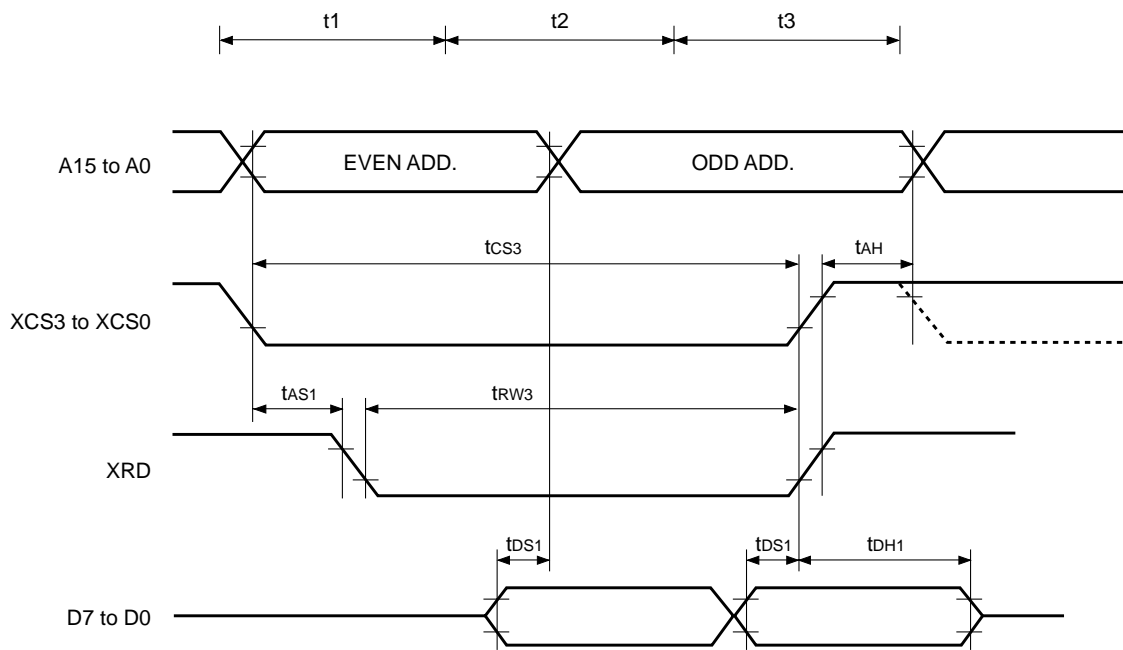 t1 t2 t3
A15 to A0 EVEN ADD. ODD ADD.
tCS3 tAH
XCS3 to XCS0
tAS1 tRW3
XRD
tDS1 tDS1 tDH1
D7 to D0